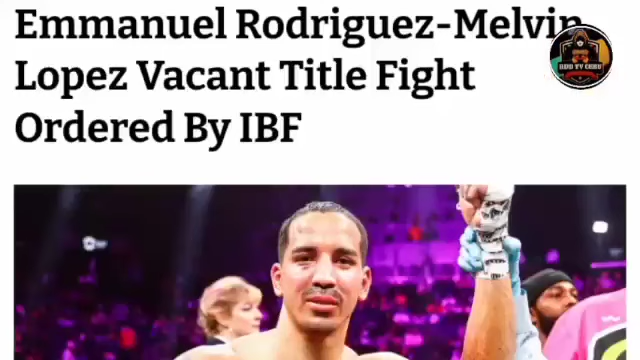 Emmanuel Rodriguez-Melvin
Lopez Vacant Title Fight
Ordered By IBF